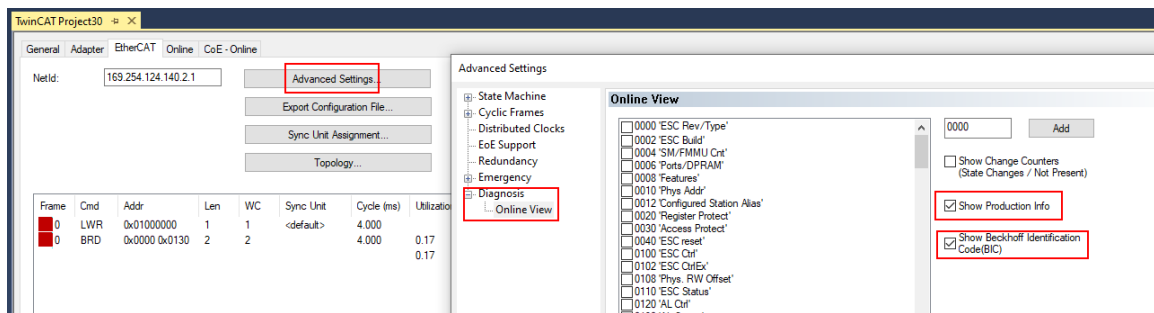 TwinCAT Project30
General Adapter EtherCAT Online CoE - Online
NetId: 169.254.124.140.2.1
Advanced Settings...
Export Configuration File...
Sync Unit Assignment...
Topology...
Frame Cmd Addr Len WC Sync Unit Cycle (ms) Utilizatio
0 LWR 0x01000000 1 1 <default> 4.000
0 BRD 0x0000 0x0130 2 2 4.000 0.17
0.17
Advanced Settings
State Machine
Cyclic Frames
Distributed Clocks
EoE Support
Redundancy
Emergency
Diagnosis
Online View
Online View
0000 'ESC Rev/Type'
0002 'ESC Build'
0004 'SM/FMMU Cnt'
0006 'Ports/DPRAM'
0008 'Features'
0010 'Phys Addr'
0012 'Configured Station Alias'
0020 'Register Protect'
0030 'Access Protect'
0040 'ESC reset'
0100 'ESC Ctrl'
0102 'ESC CtrlEx'
0108 'Phys. RW Offset'
0110 'ESC Status'
0120 'AL Ctrl'
0000
Add
Show Change Counters
(State Changes / Not Present)
Show Production Info
Show Beckhoff Identification
Code(BIC)